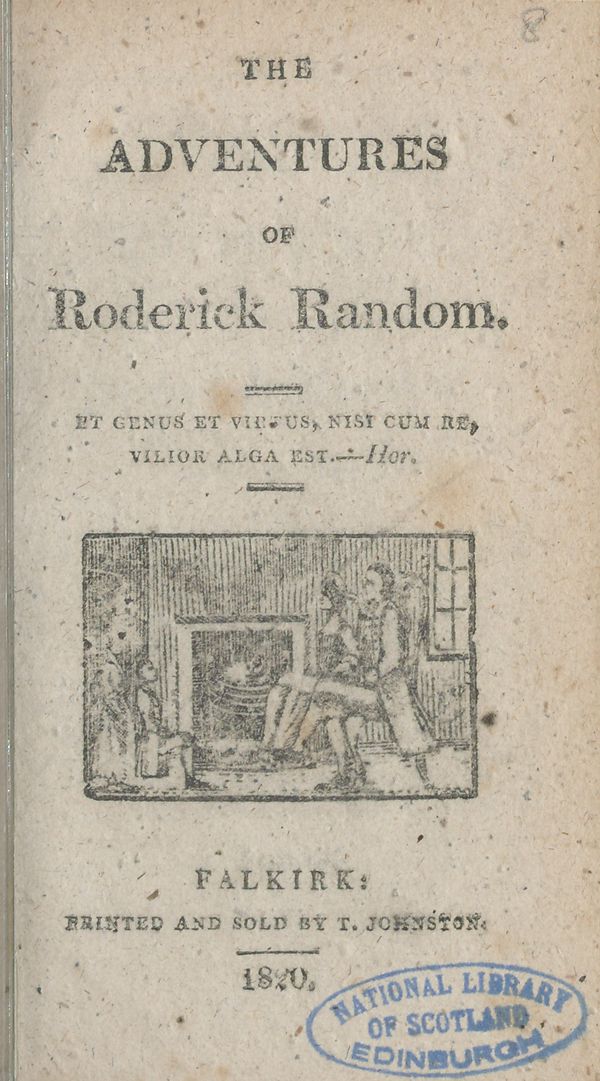 8
THE
ADVENTURES
OF
Roderick Random.
ET GENUS ET VIRTUS, NISI CUM RE,
VILIOR ALGA EST.—Hor.
FALKIRK:
PRINTED AND SOLD BY T. JOHNSTON.
1820.
NATIONAL LIBRARY
OF SCOTLAND
EDINBURGH